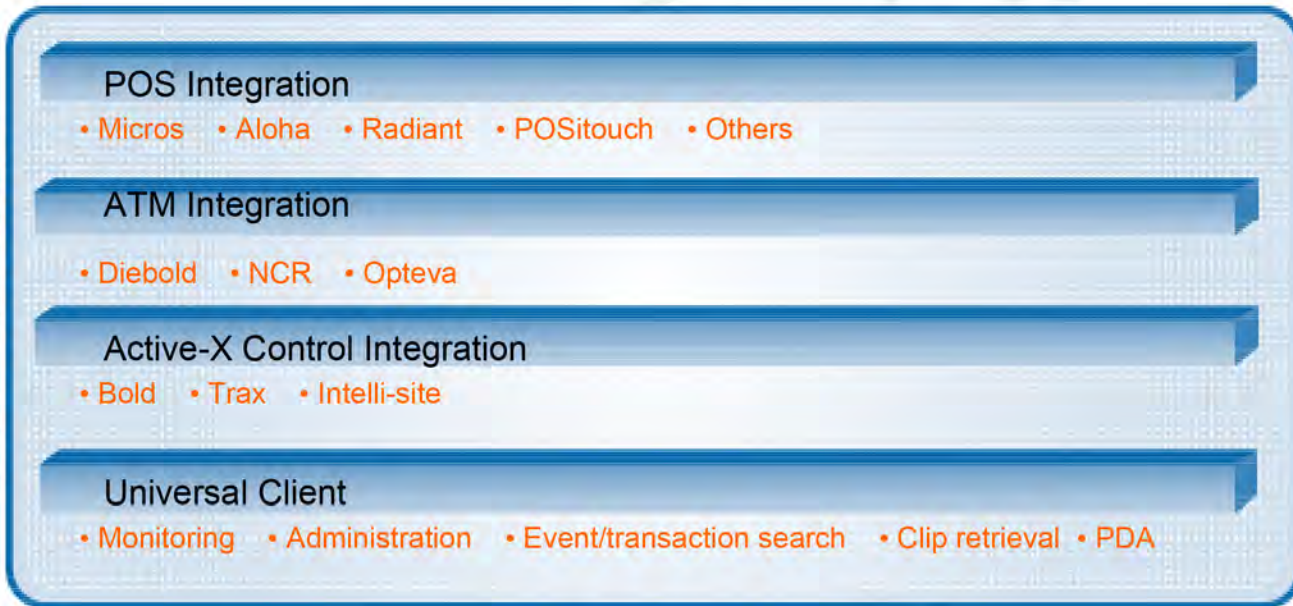 POS Integration
• Micros • Aloha • Radiant • POSitouch • Others
ATM Integration
• Diebold • NCR • Opteva
Active-X Control Integration
• Bold • Trax • Intelli-site
Universal Client
• Monitoring • Administration • Event/transaction search • Clip retrieval • PDA